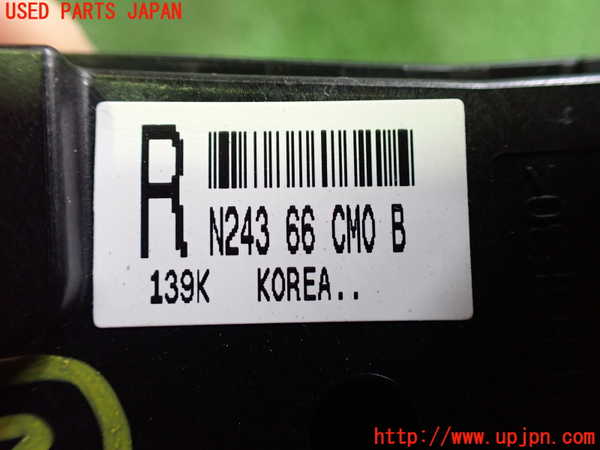 USED PARTS JAPAN
R
N243 66 CM0 B
139K KOREA..
http://www.upjpn.com/